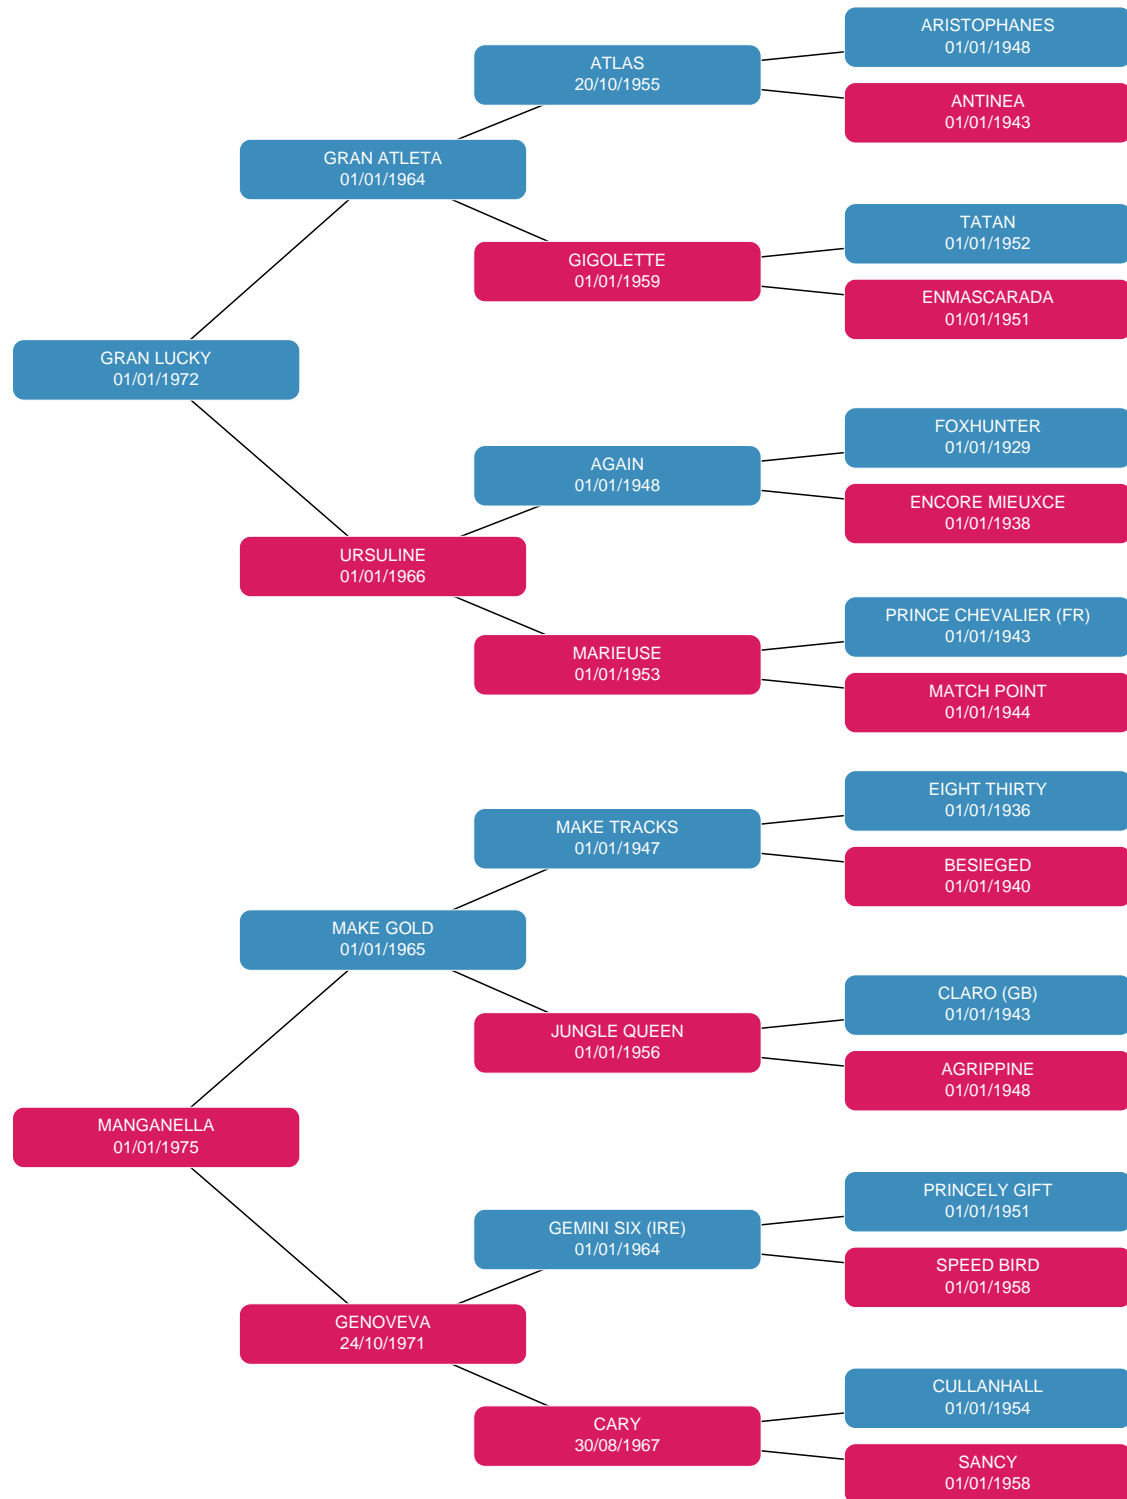 ARISTOPHANES
01/01/1948
ATLAS
20/10/1955
ANTINEA
01/01/1943
GRAN ATLETA
01/01/1964
TATAN
01/01/1952
GIGOLETTE
01/01/1959
ENMASCARADA
01/01/1951
GRAN LUCKY
01/01/1972
FOXHUNTER
01/01/1929
AGAIN
01/01/1948
ENCORE MIEUXCE
01/01/1938
URSULINE
01/01/1966
PRINCE CHEVALIER (FR)
01/01/1943
MARIEUSE
01/01/1953
MATCH POINT
01/01/1944
EIGHT THIRTY
01/01/1936
MAKE TRACKS
01/01/1947
BESIEGED
01/01/1940
MAKE GOLD
01/01/1965
CLARO (GB)
01/01/1943
JUNGLE QUEEN
01/01/1956
AGRIPPINE
01/01/1948
MANGANELLA
01/01/1975
PRINCELY GIFT
01/01/1951
GEMINI SIX (IRE)
01/01/1964
SPEED BIRD
01/01/1958
GENOVEVA
24/10/1971
CULLANHALL
01/01/1954
CARY
30/08/1967
SANCY
01/01/1958